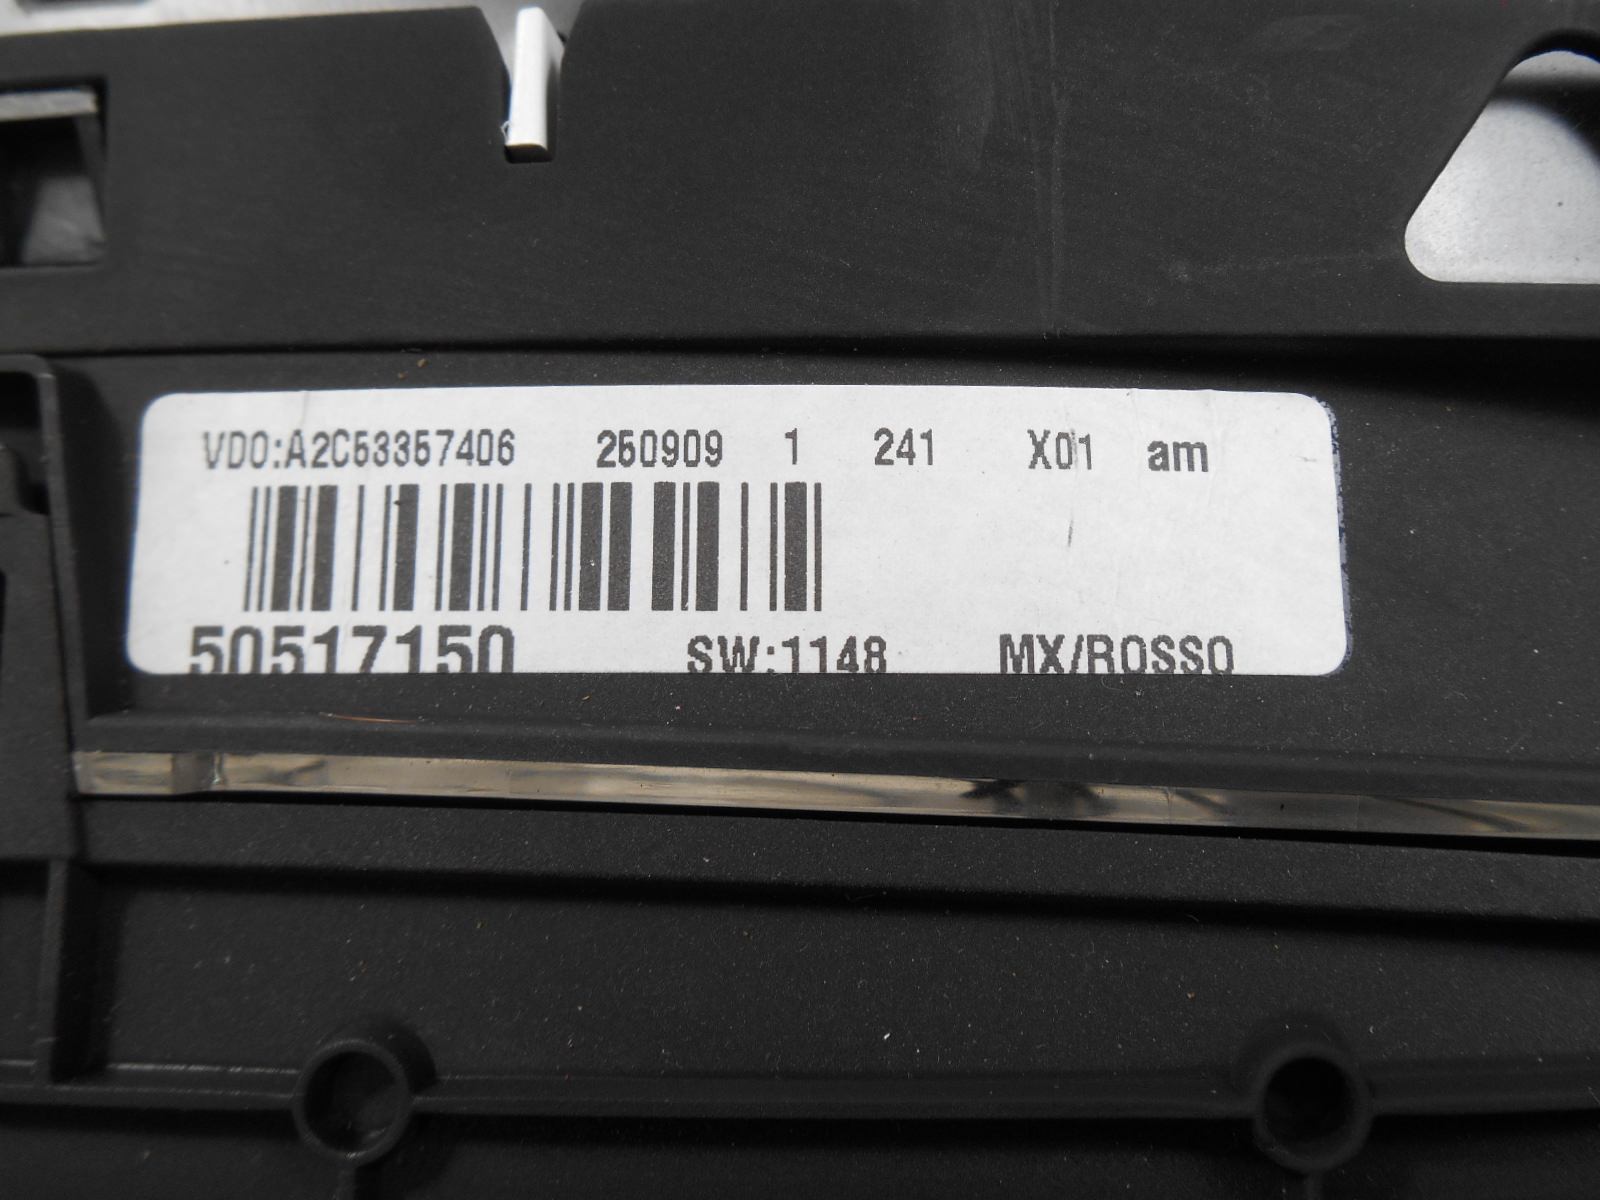 VDO:A2C53357406 250909 1 241 X01 am
50517150 SW:1148 MX/ROSSO